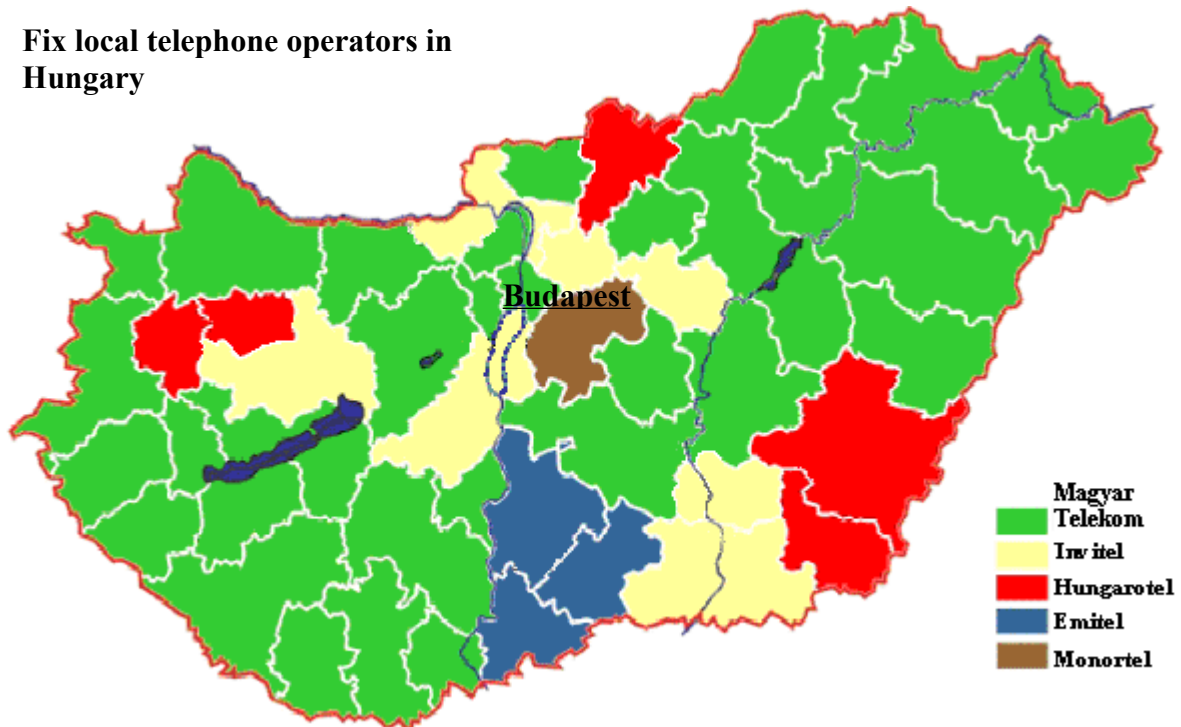 Fix local telephone operators in
Hungary
Budapest
Magyar
Telekom
Invitel
Hungarotel
Emitel
Monortel